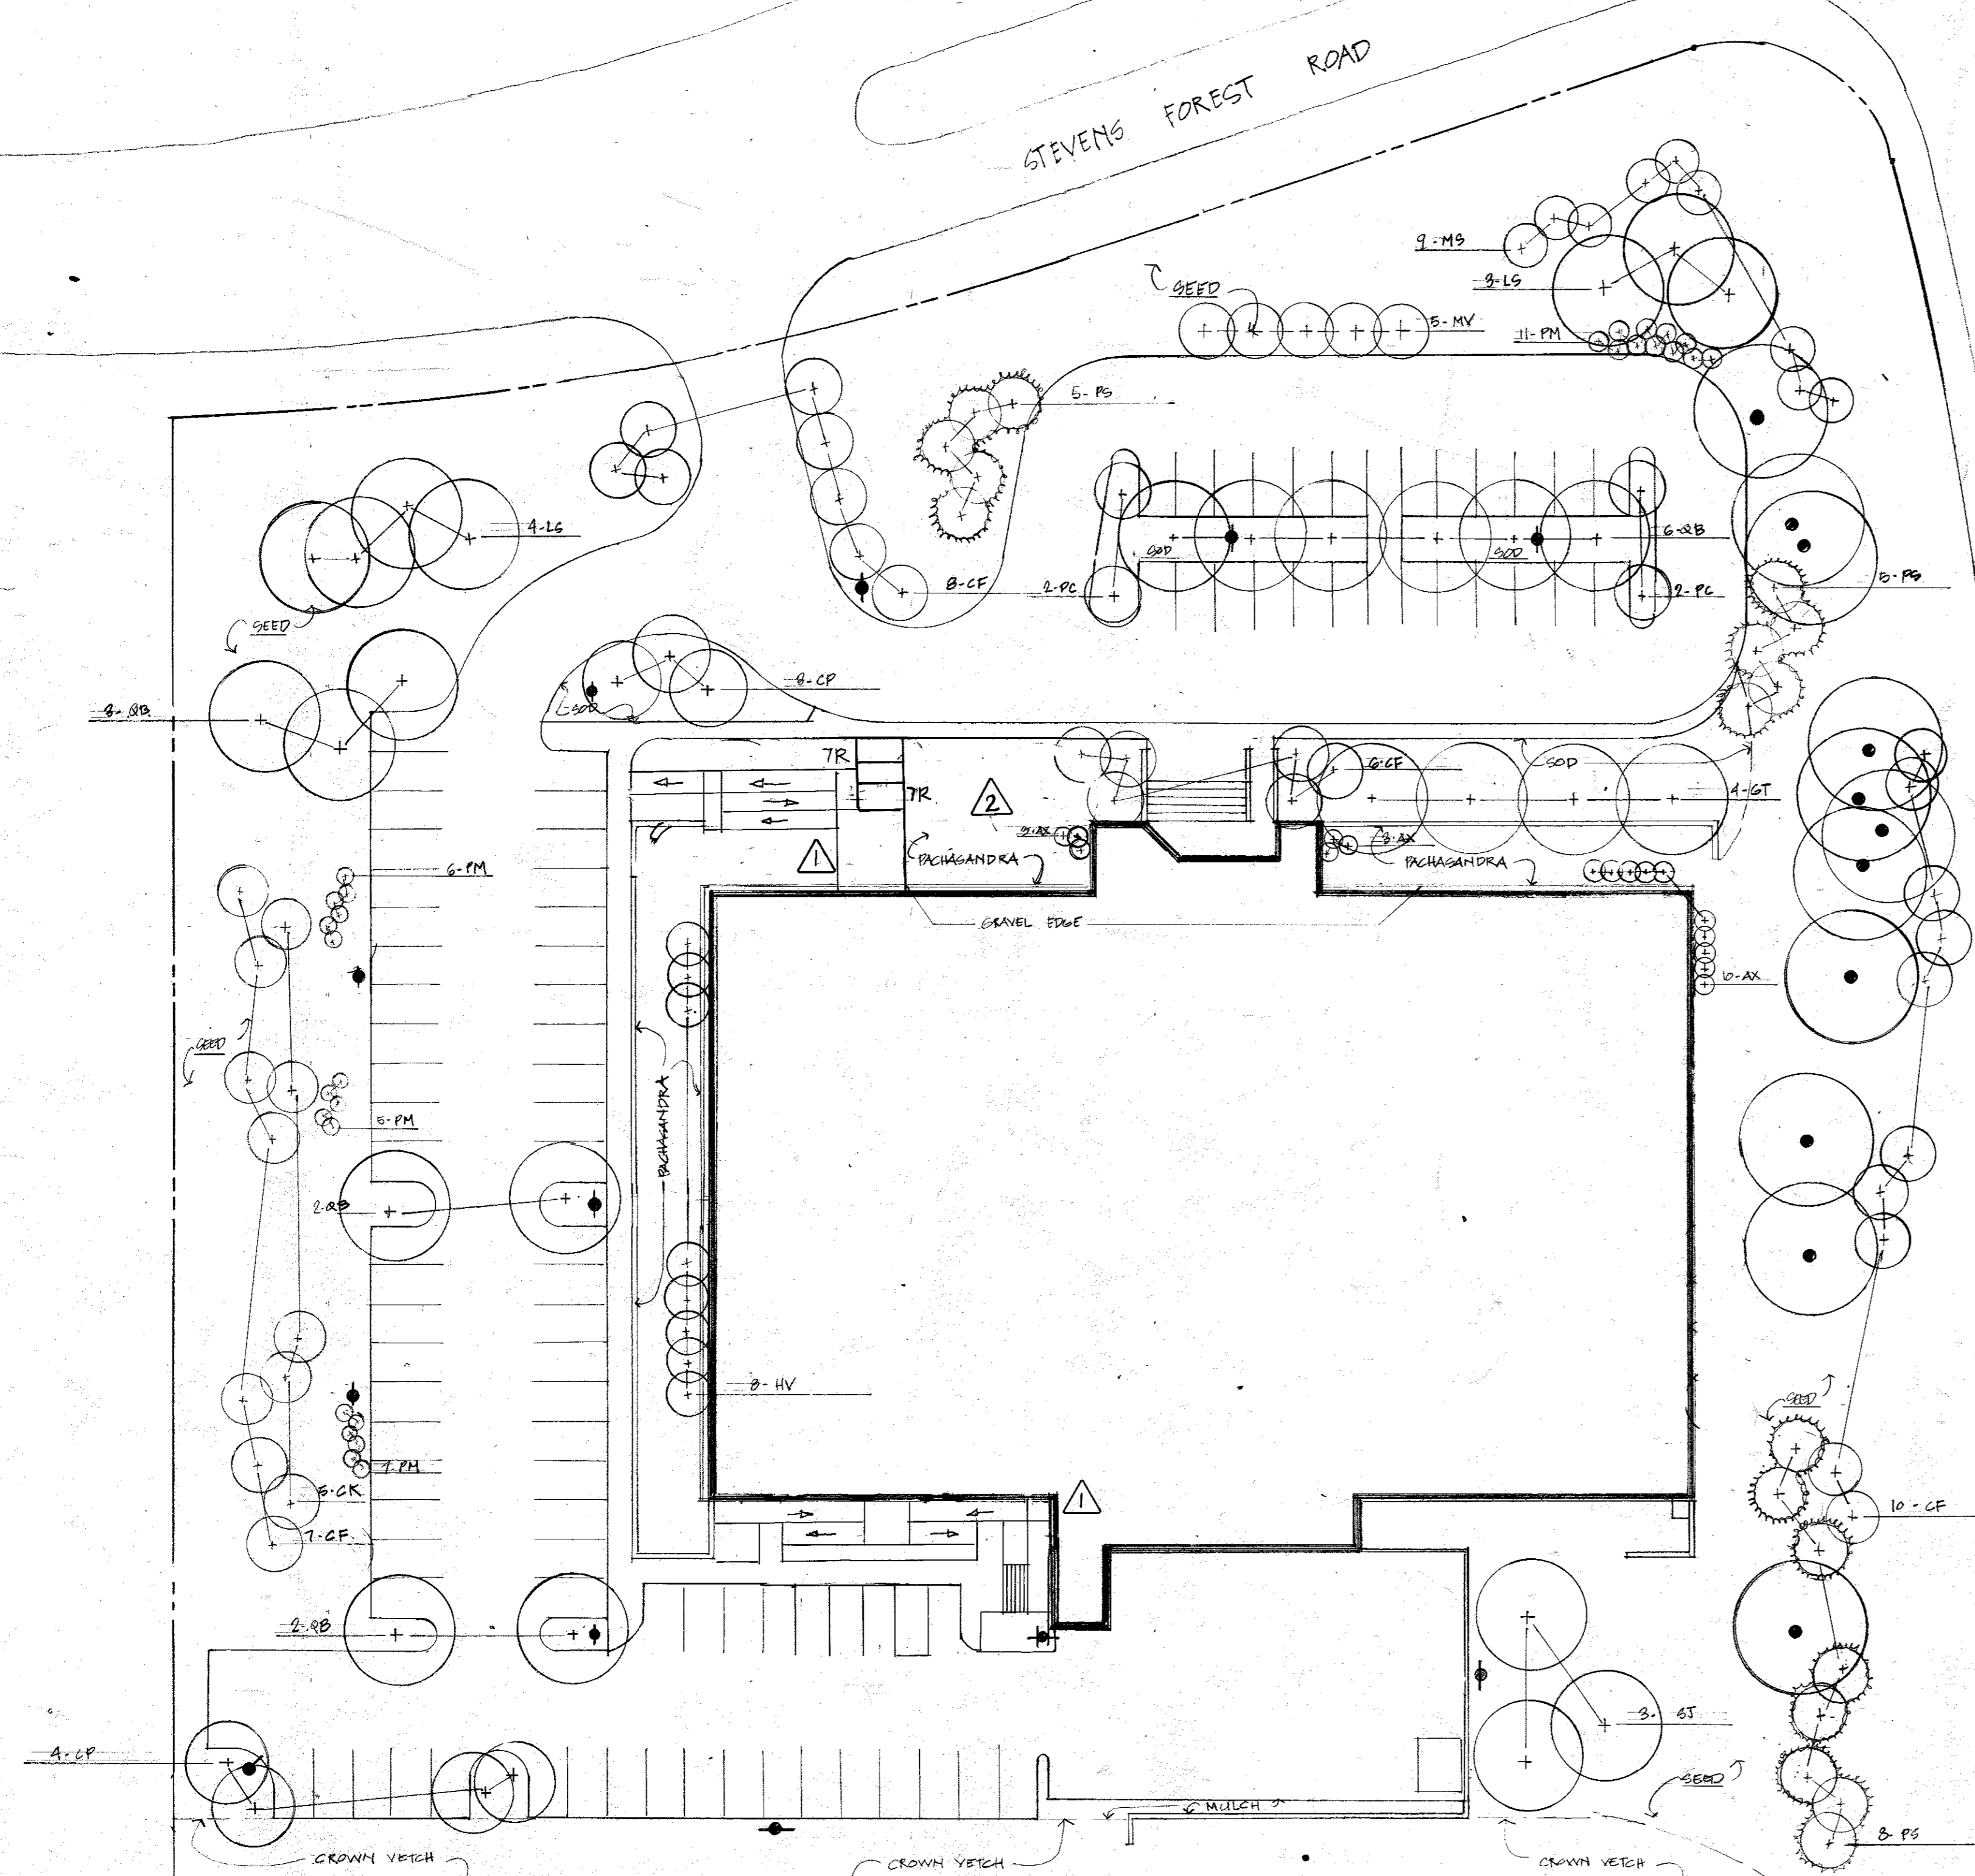 STEVENS FOREST ROAD
9-MS
3-LS
SEED
5-MV
11-PM
5-PS
4-LS
6-QB
SOD
SOD
8-CF
2-PC
2-PC
5-PS
SEED
3-CP
SOD
3-QB
7R
6-CF
SOD
7R
2
4-GT
3-AX
3-AX
PACHASANDRA
PACHASANDRA
1
6-PM
GRAVEL EDGE
6-AX
SEED
PACHASANDRA
5-PM
2-QB
8-HV
SEED
7-PM
5-CK
1
10-CF
7-CF
2-QB
3-SJ
4-CP
SEED
MULCH
8-PS
CROWN VETCH
CROWN VETCH
CROWN VETCH